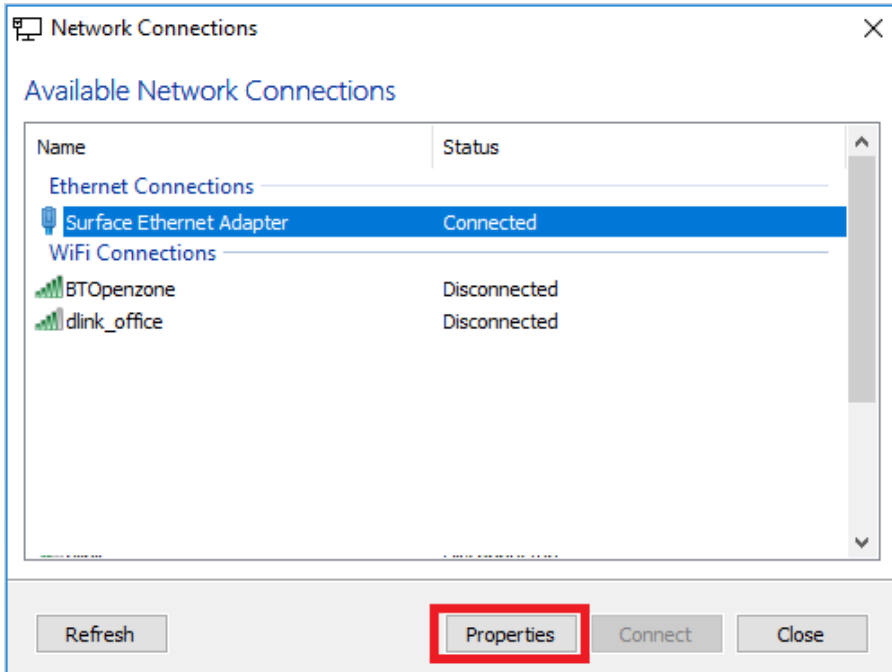 Network Connections
Available Network Connections
Name Status
Ethernet Connections
Surface Ethernet Adapter Connected
WiFi Connections
BTOpenzone Disconnected
dlink_office Disconnected
Refresh Properties Connect Close